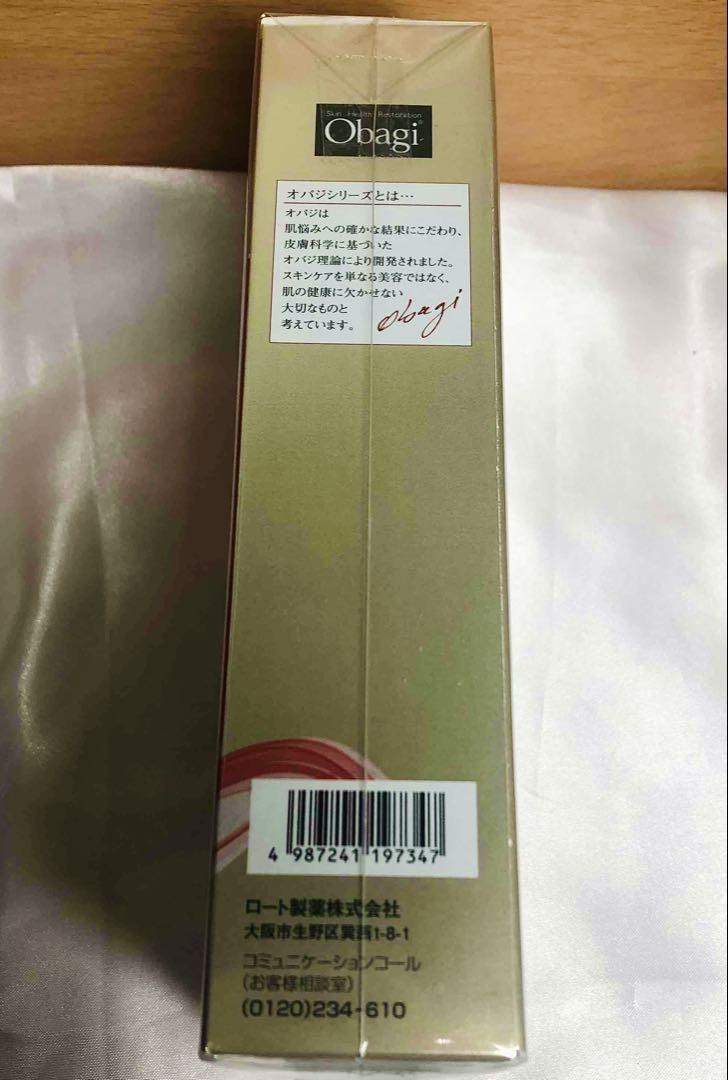 Skin Health Restoration
Obagi®
オバジシリーズとは…
オバジは
肌悩みへの確かな結果にこだわり、
皮膚科学に基づいた
オバジ理論により開発されました。
スキンケアを単なる美容ではなく、
肌の健康に欠かせない
大切なものと
考えています。
Obagi
4 987241 197347
ロート製薬株式会社
大阪市生野区巽西1-8-1
コミュニケーションコール
(お客様相談室)
(0120)234-610